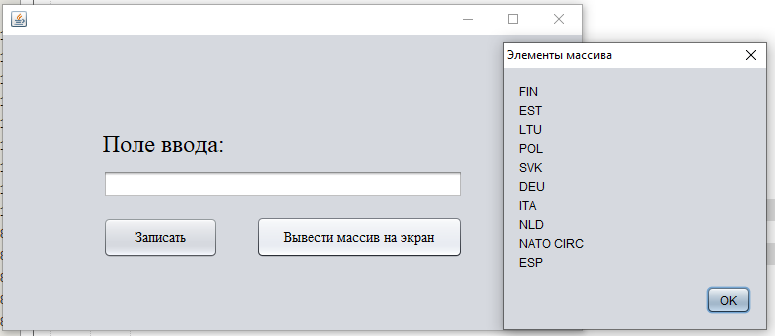 Поле ввода:
Записать
Вывести массив на экран
Элементы массива
FIN
EST
LTU
POL
SVK
DEU
ITA
NLD
NATO CIRC
ESP
OK